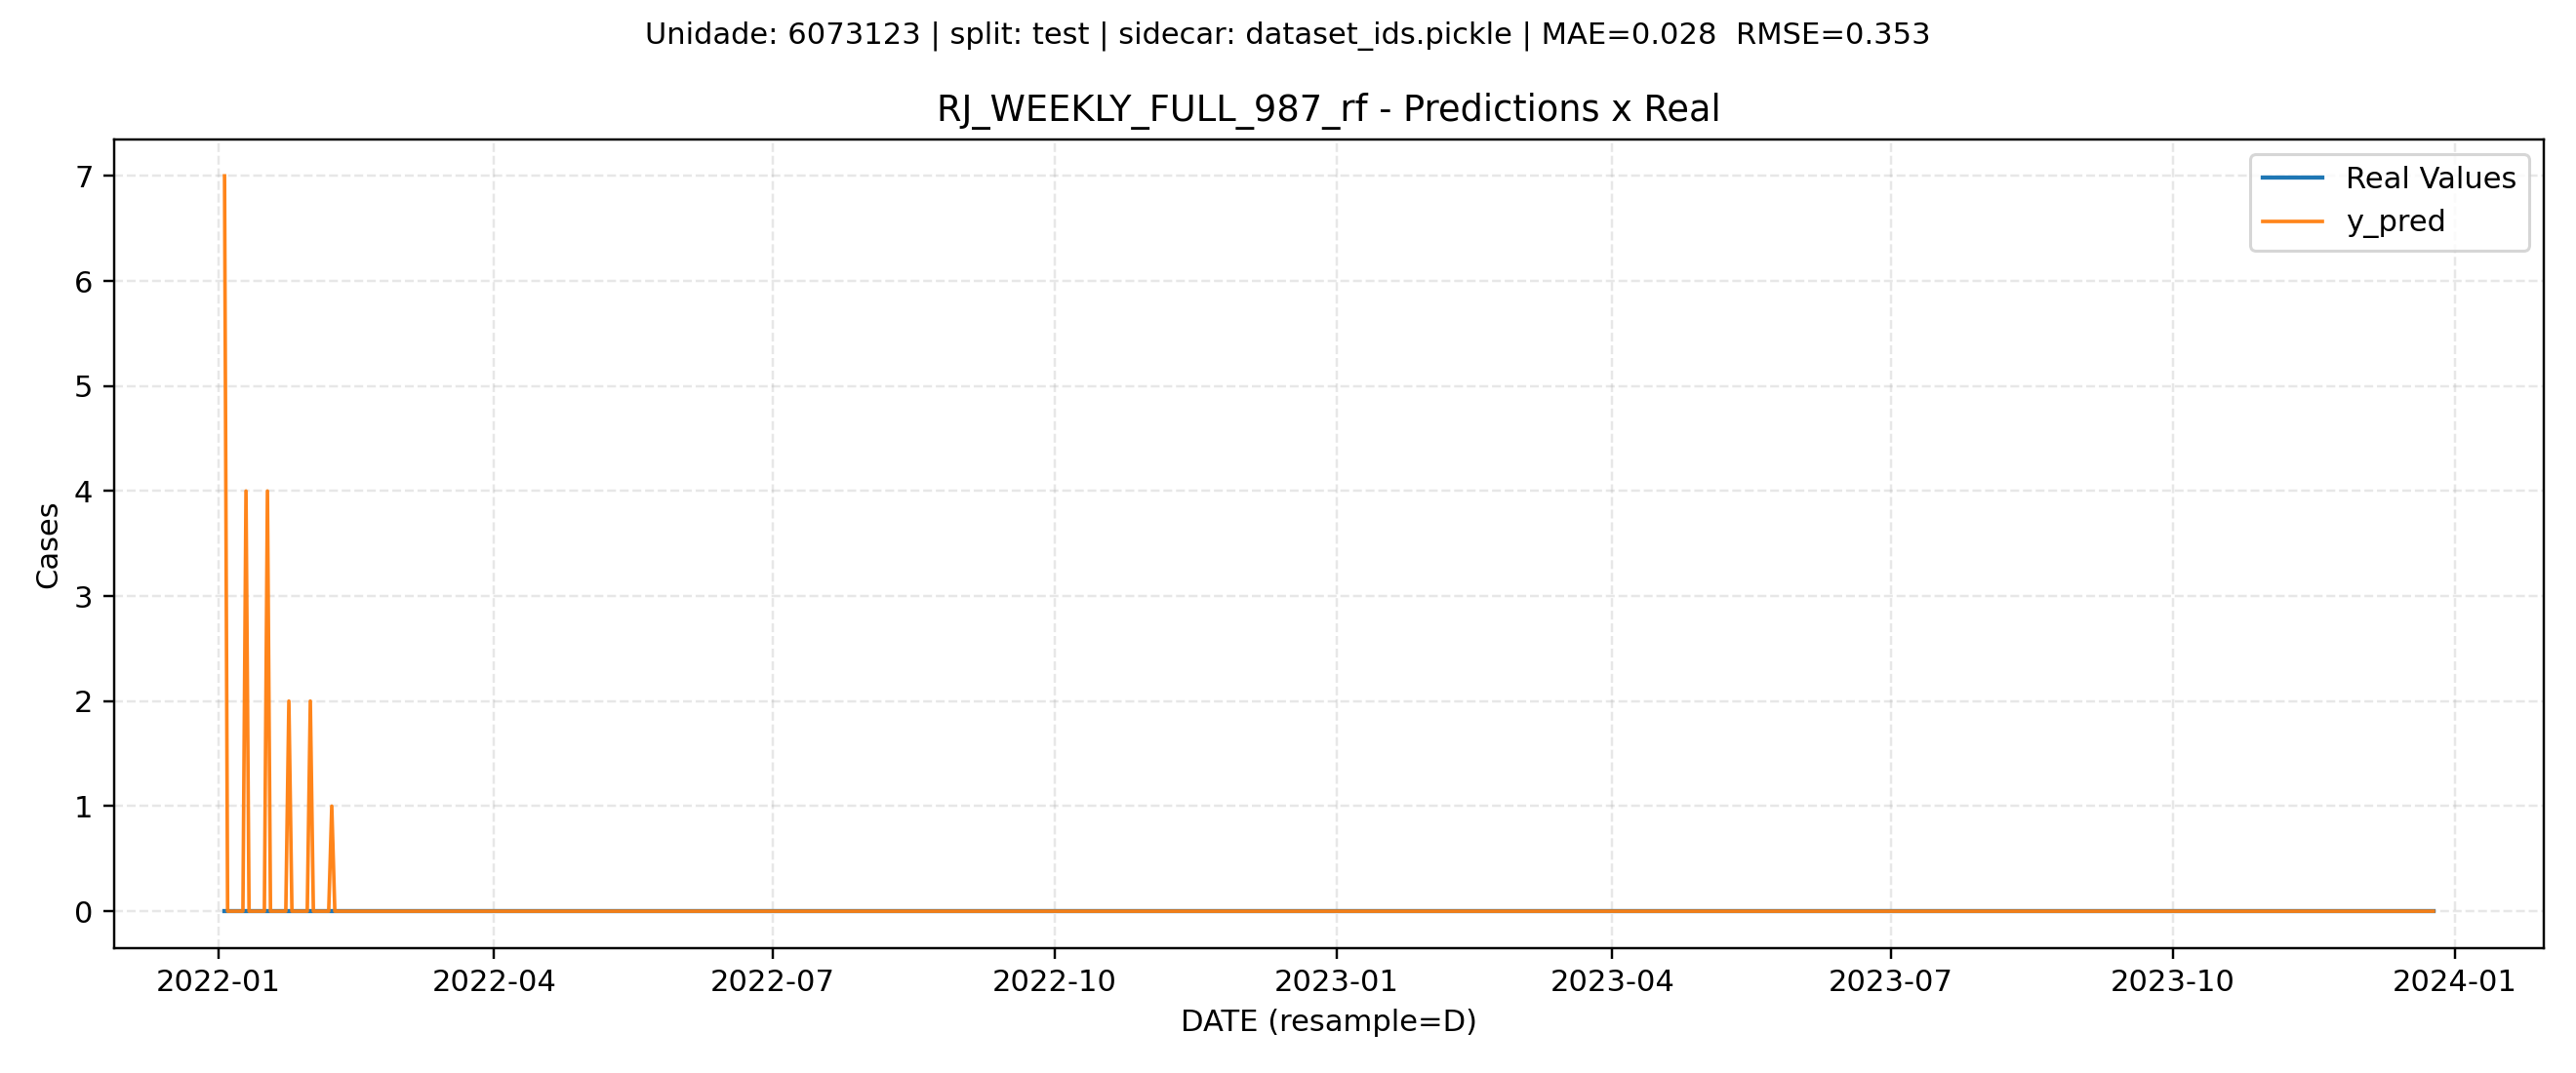 Unidade: 6073123 | split: test | sidecar: dataset_ids.pickle | MAE=0.028  RMSE=0.353
RJ_WEEKLY_FULL_987_rf - Predictions x Real
Real Values
y_pred
7
6
5
4
3
2
1
0
Cases
2022-01 2022-04 2022-07 2022-10 2023-01 2023-04 2023-07 2023-10 2024-01
DATE (resample=D)